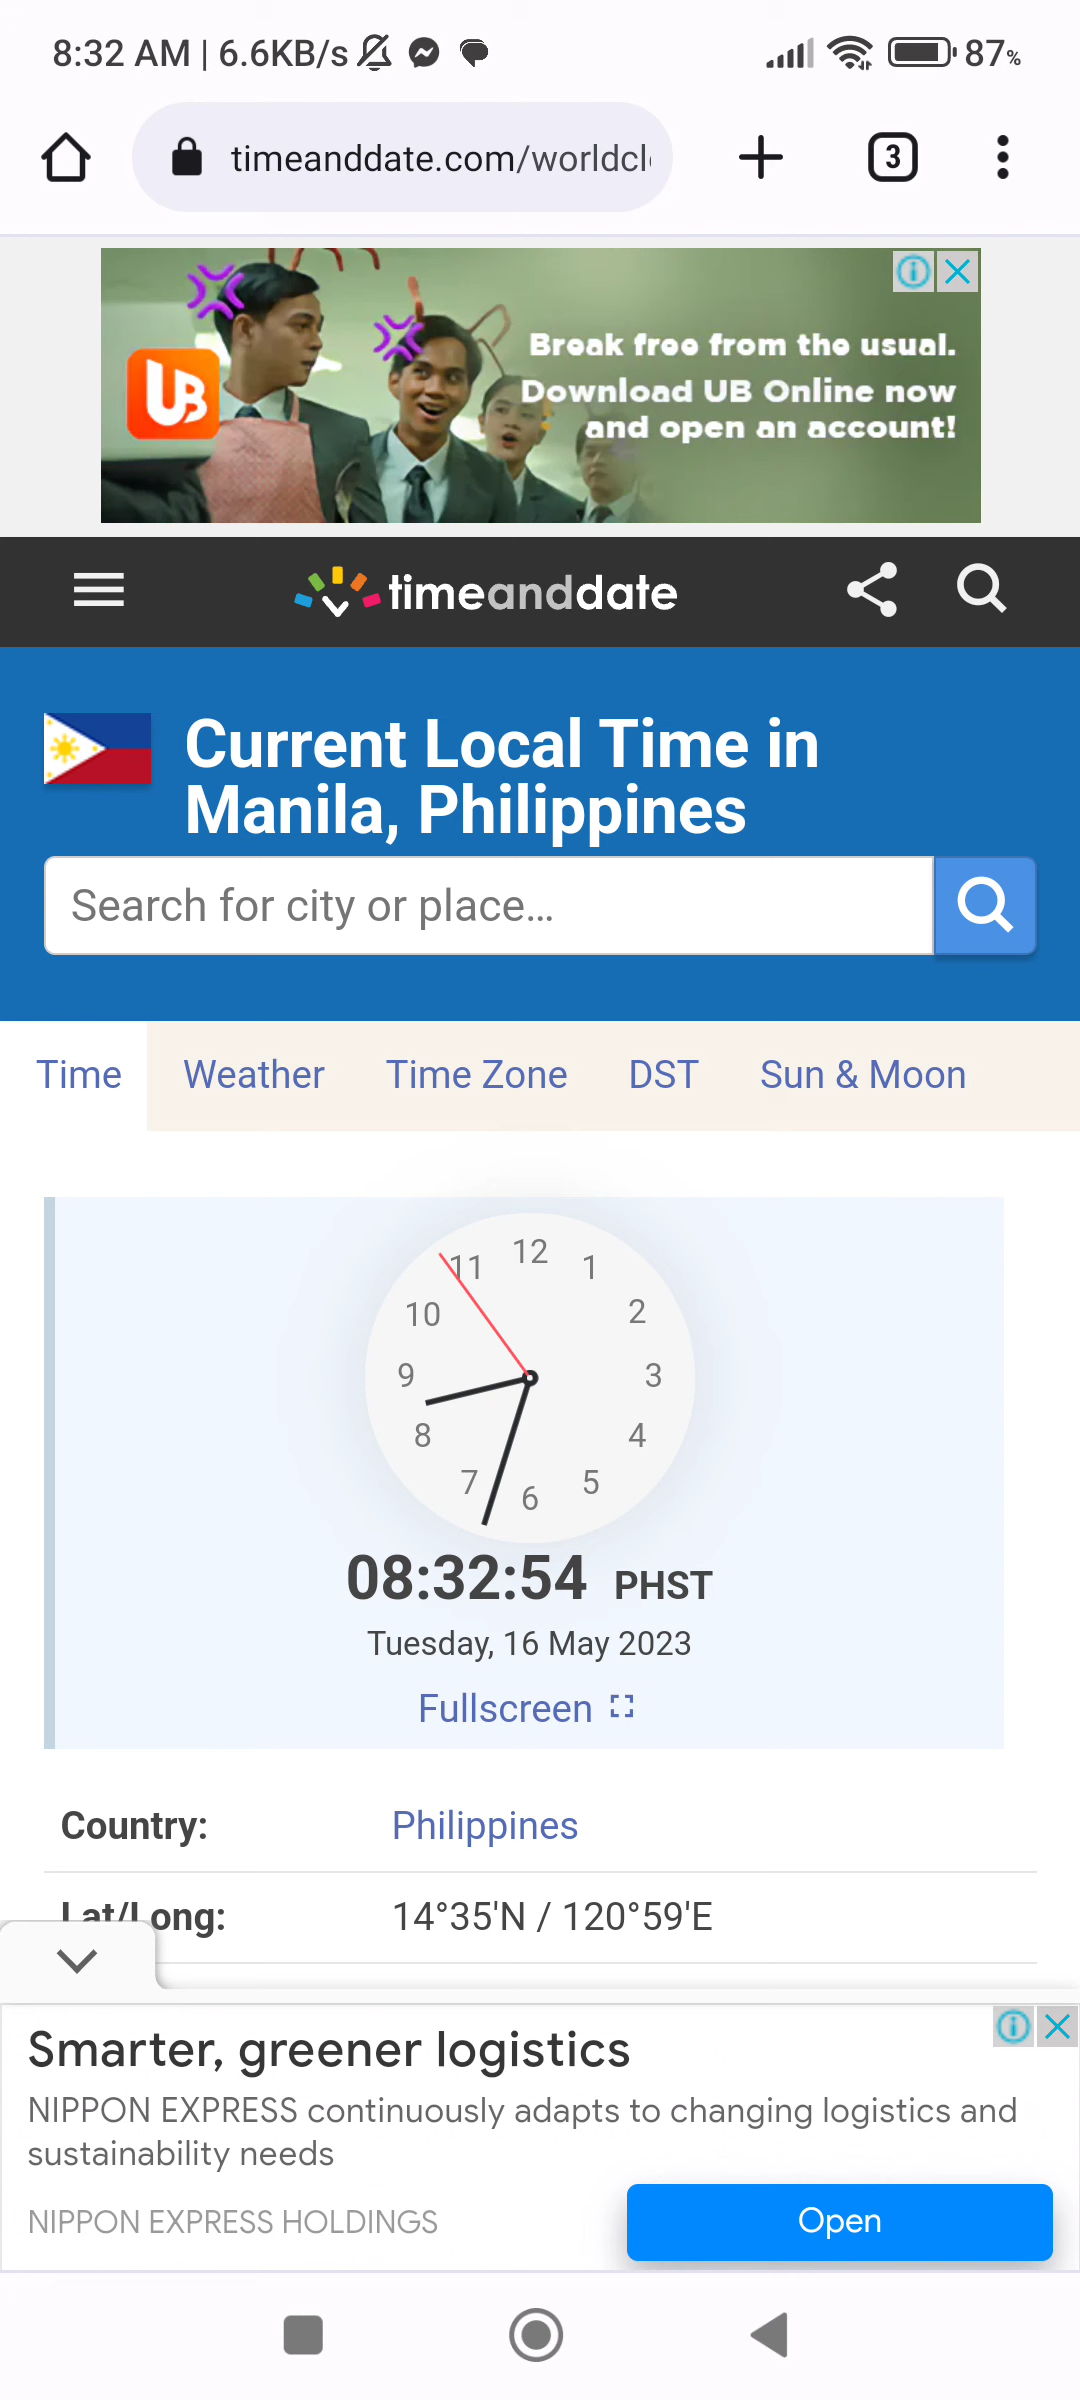 8:32 AM | 6.6KB/s 87%
timeanddate.com/worldcl
3
Break free from the usual.
Download UB Online now
and open an account!
UB
timeanddate
Current Local Time in
Manila, Philippines
Search for city or place...
Time Weather Time Zone DST Sun & Moon
12
11 1
10 2
9 3
8 4
7 5
6
08:32:54 PHST
Tuesday, 16 May 2023
Fullscreen
Country: Philippines
Lat/Long: 14°35'N / 120°59'E
Smarter, greener logistics
NIPPON EXPRESS continuously adapts to changing logistics and
sustainability needs
NIPPON EXPRESS HOLDINGS
Open